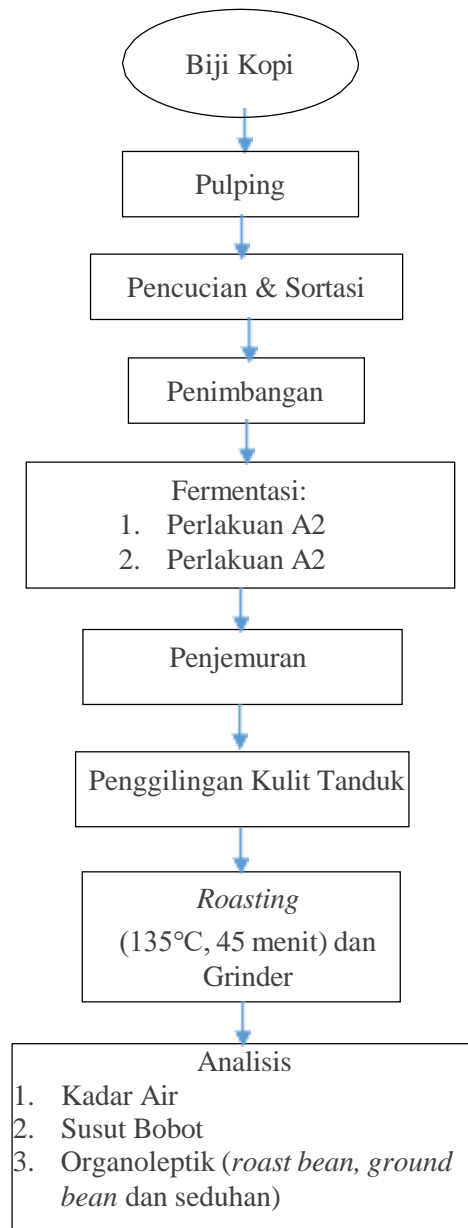 Biji Kopi
Pulping
Pencucian & Sortasi
Penimbangan
Fermentasi:
1. Perlakuan A2
2. Perlakuan A2
Penjemuran
Penggilingan Kulit Tanduk
Roasting
(135°C, 45 menit) dan
Grinder
Analisis
1. Kadar Air
2. Susut Bobot
3. Organoleptik (roast bean, ground
bean dan seduhan)